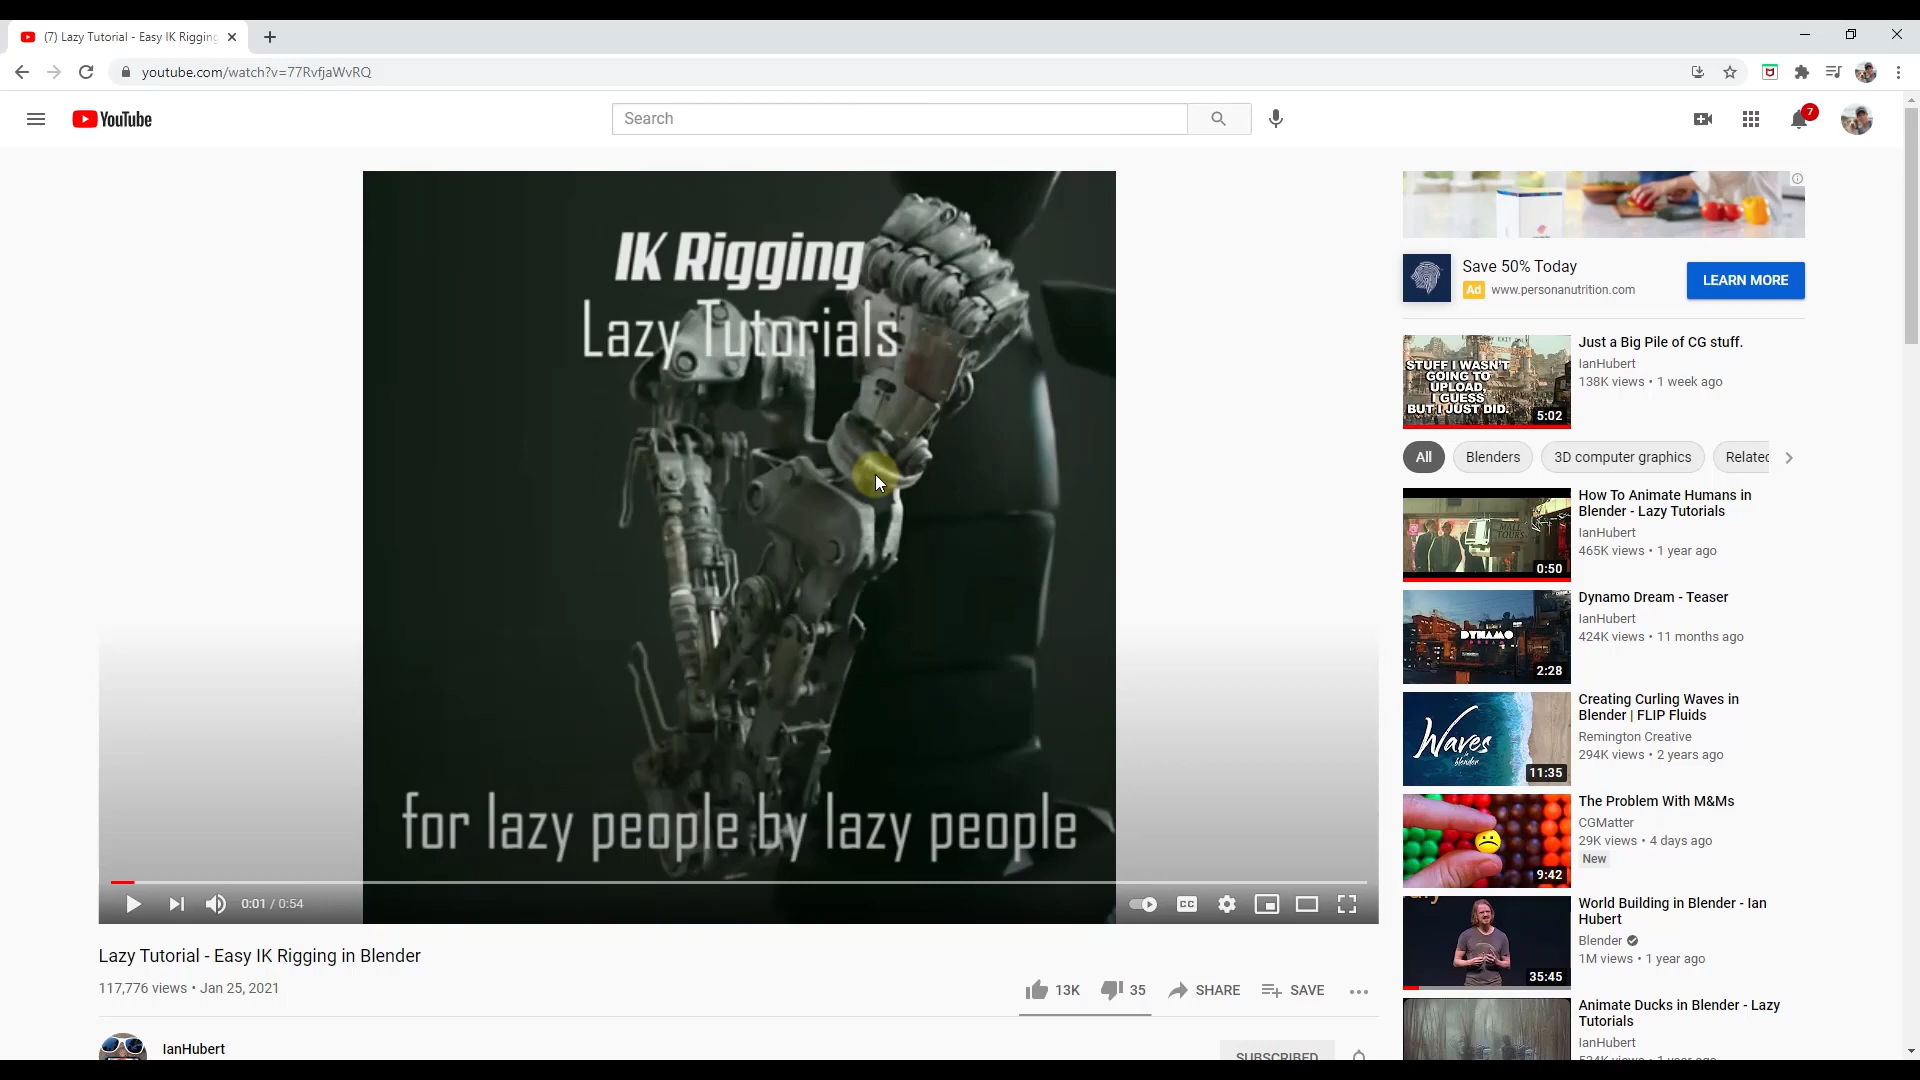 (7) Lazy Tutorial - Easy IK Rigging
youtube.com/watch?v=77RvfjaWvRQ
YouTube
Search
7
IK Rigging
Lazy Tutorials
for lazy people by lazy people
0:01 / 0:54
CC
Lazy Tutorial - Easy IK Rigging in Blender
117,776 views • Jan 25, 2021
13K
35
SHARE
SAVE
IanHubert
SUBSCRIBED
Save 50% Today
Ad www.personanutrition.com
LEARN MORE
STUFF I WASN'T
GOING TO
UPLOAD,
I GUESS
BUT I JUST DID.
5:02
Just a Big Pile of CG stuff.
IanHubert
138K views • 1 week ago
All
Blenders
3D computer graphics
Related
MALL
TOURS
0:50
How To Animate Humans in
Blender - Lazy Tutorials
IanHubert
465K views • 1 year ago
DYNAMO
DREAM
2:28
Dynamo Dream - Teaser
IanHubert
424K views • 11 months ago
Waves
blender
11:35
Creating Curling Waves in
Blender | FLIP Fluids
Remington Creative
294K views • 2 years ago
9:42
The Problem With M&Ms
CGMatter
29K views • 4 days ago
New
35:45
World Building in Blender - Ian
Hubert
Blender
1M views • 1 year ago
Animate Ducks in Blender - Lazy
Tutorials
IanHubert